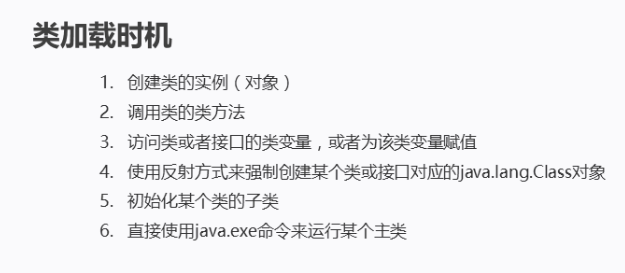 类加载时机
1. 创建类的实例（对象）
2. 调用类的类方法
3. 访问类或者接口的类变量，或者为该类变量赋值
4. 使用反射方式来强制创建某个类或接口对应的java.lang.Class对象
5. 初始化某个类的子类
6. 直接使用java.exe命令来运行某个主类